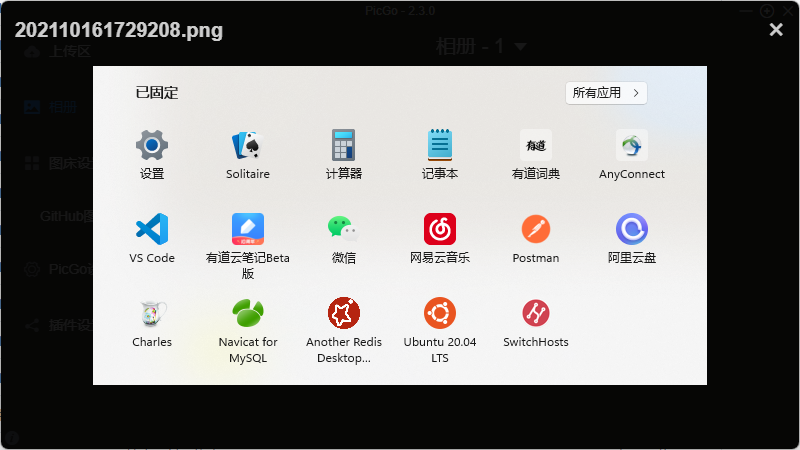 PicGo - 2.3.0
202110161729208.png
上传区
相册 - 1
已固定
所有应用
相册
有道
设置
Solitaire
计算器
记事本
有道词典
AnyConnect
图床设
GitHub图
VS Code
有道云笔记Beta
版
微信
网易云音乐
Postman
阿里云盘
PicGo设
插件设
Charles
Navicat for
MySQL
Another Redis
Desktop...
Ubuntu 20.04
LTS
SwitchHosts